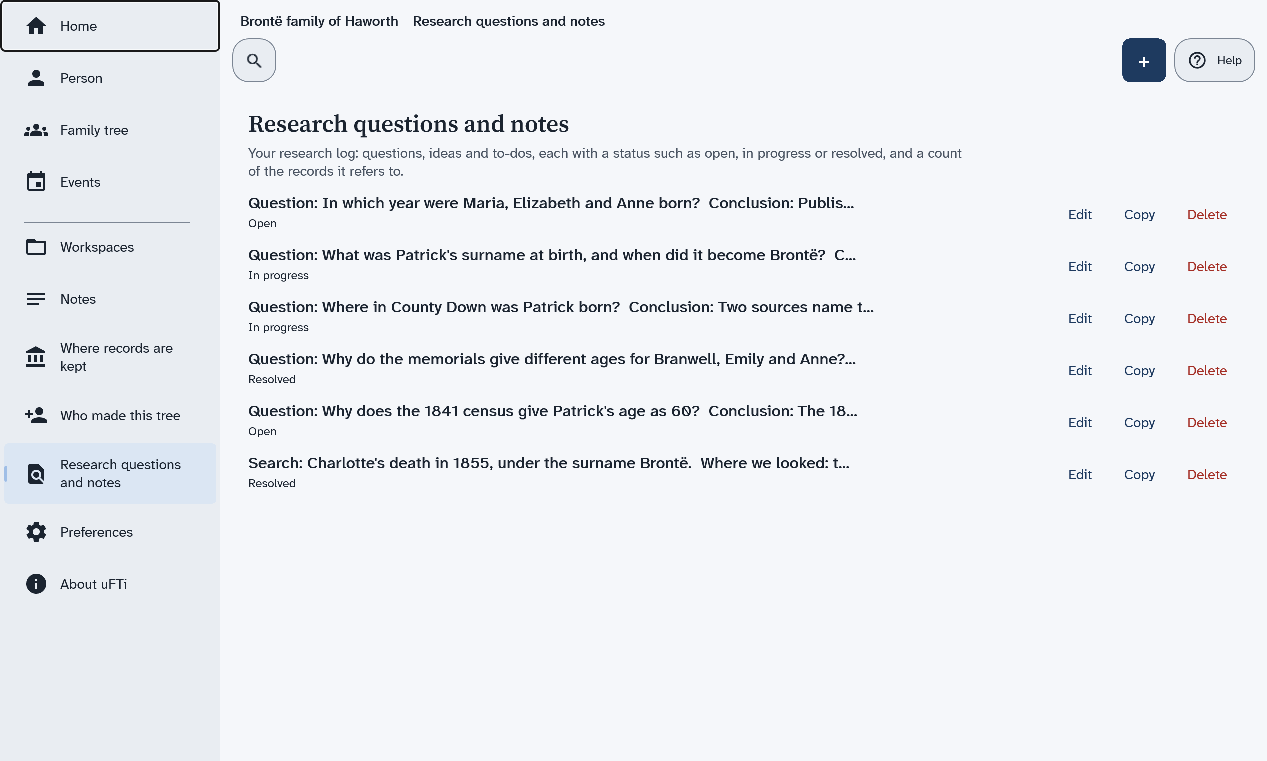 Home
Person
Family tree
Events
Workspaces
Notes
Where records are
kept
Who made this tree
Research questions
and notes
Preferences
About uFTi
Brontë family of Haworth Research questions and notes
+ Help
Research questions and notes
Your research log: questions, ideas and to-dos, each with a status such as open, in progress or resolved, and a count
of the records it refers to.
Question: In which year were Maria, Elizabeth and Anne born? Conclusion: Publis...
Open
Edit Copy Delete
Question: What was Patrick's surname at birth, and when did it become Brontë? C...
In progress
Edit Copy Delete
Question: Where in County Down was Patrick born? Conclusion: Two sources name t...
In progress
Edit Copy Delete
Question: Why do the memorials give different ages for Branwell, Emily and Anne?...
Resolved
Edit Copy Delete
Question: Why does the 1841 census give Patrick's age as 60? Conclusion: The 18...
Open
Edit Copy Delete
Search: Charlotte's death in 1855, under the surname Brontë. Where we looked: t...
Resolved
Edit Copy Delete